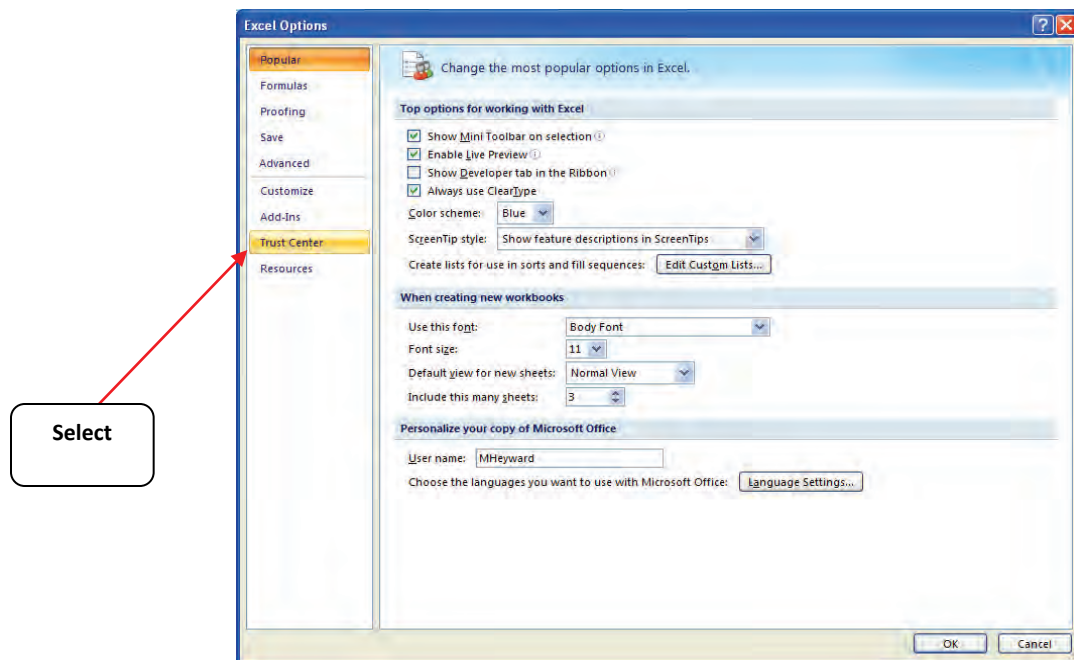 Excel Options
Popular
Formulas
Proofing
Save
Advanced
Customize
Add-Ins
Trust Center
Resources
Change the most popular options in Excel.
Top options for working with Excel
Show Mini Toolbar on selection
Enable Live Preview
Show Developer tab in the Ribbon
Always use ClearType
Color scheme: Blue
ScreenTip style: Show feature descriptions in ScreenTips
Create lists for use in sorts and fill sequences: Edit Custom Lists...
When creating new workbooks
Use this font: Body Font
Font size: 11
Default view for new sheets: Normal View
Include this many sheets: 3
Personalize your copy of Microsoft Office
User name: MHeyward
Choose the languages you want to use with Microsoft Office: Language Settings...
OK Cancel
Select